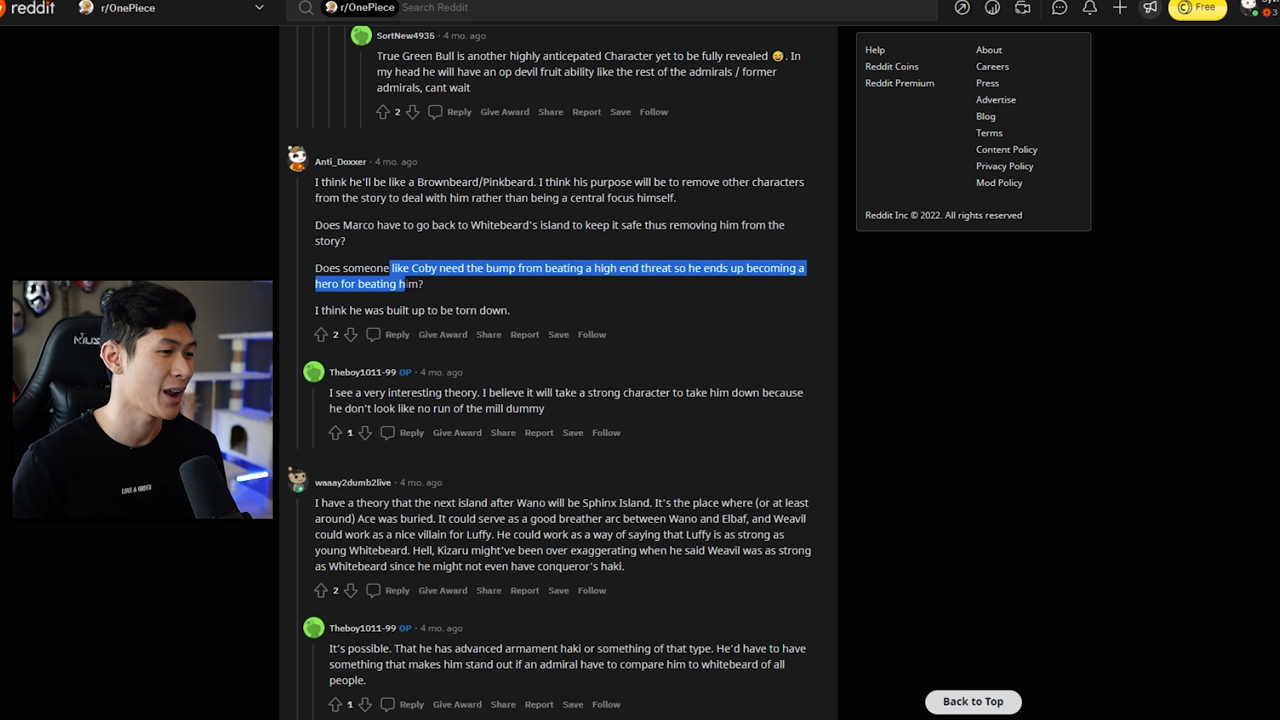 reddit
r/OnePiece
r/OnePiece
Search Reddit
Free
3
SortNew4935 · 4 mo. ago
True Green Bull is another highly anticepated Character yet to be fully revealed 😅. In
my head he will have an op devil fruit ability like the rest of the admirals / former
admirals, cant wait
2
Reply
Give Award
Share
Report
Save
Follow
Anti_Doxxer · 4 mo. ago
I think he'll be like a Brownbeard/Pinkbeard. I think his purpose will be to remove other characters
from the story to deal with him rather than being a central focus himself.
Does Marco have to go back to Whitebeard's island to keep it safe thus removing him from the
story?
Does someone like Coby need the bump from beating a high end threat so he ends up becoming a
hero for beating him?
I think he was built up to be torn down.
2
Reply
Give Award
Share
Report
Save
Follow
Theboy1011-99 OP · 4 mo. ago
I see a very interesting theory. I believe it will take a strong character to take him down because
he don't look like no run of the mill dummy
1
Reply
Give Award
Share
Report
Save
Follow
waaay2dumb2live · 4 mo. ago
I have a theory that the next island after Wano will be Sphinx Island. It's the place where (or at least
around) Ace was buried. It could serve as a good breather arc between Wano and Elbaf, and Weavil
could work as a nice villain for Luffy. He could work as a way of saying that Luffy is as strong as
young Whitebeard. Hell, Kizaru might've been over exaggerating when he said Weavil was as strong
as Whitebeard since he might not even have conqueror's haki.
2
Reply
Give Award
Share
Report
Save
Follow
Theboy1011-99 OP · 4 mo. ago
It's possible. That he has advanced armament haki or something of that type. He'd have to have
something that makes him stand out if an admiral have to compare him to whitebeard of all
people.
1
Reply
Give Award
Share
Report
Save
Follow
Help
About
Reddit Coins
Careers
Reddit Premium
Press
Advertise
Blog
Terms
Content Policy
Privacy Policy
Mod Policy
Reddit Inc © 2022. All rights reserved
Back to Top
LOVE & ORDER